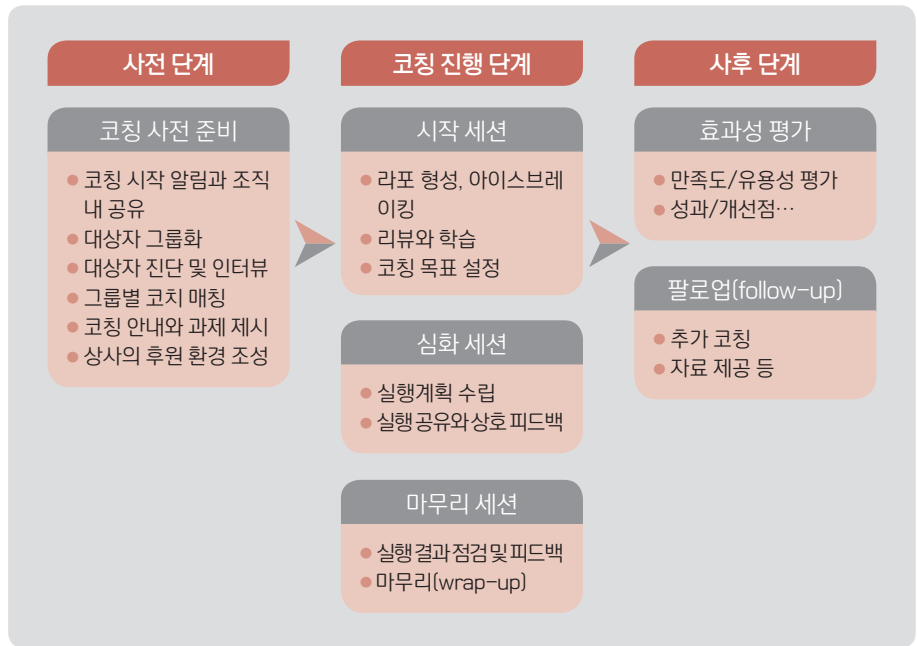 사전 단계
코칭 사전 준비
● 코칭 시작 알림과 조직
내 공유
● 대상자 그룹화
● 대상자 진단 및 인터뷰
● 그룹별 코치 매칭
● 코칭 안내와 과제 제시
● 상사의 후원 환경 조성
코칭 진행 단계
시작 세션
● 라포 형성, 아이스브레
이킹
● 리뷰와 학습
● 코칭 목표 설정
심화 세션
● 실행계획 수립
● 실행 공유와 상호 피드백
마무리 세션
● 실행 결과 점검 및 피드백
● 마무리(wrap-up)
사후 단계
효과성 평가
● 만족도/유용성 평가
● 성과/개선점…
팔로업(follow-up)
● 추가 코칭
● 자료 제공 등